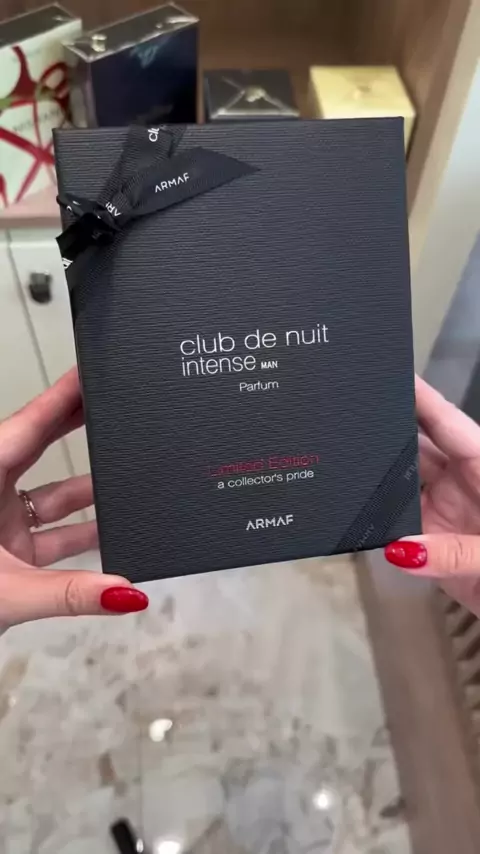 ARMAF
club de nuit
intense MAN
Parfum
Limited Edition
a collector's pride
ARMAF